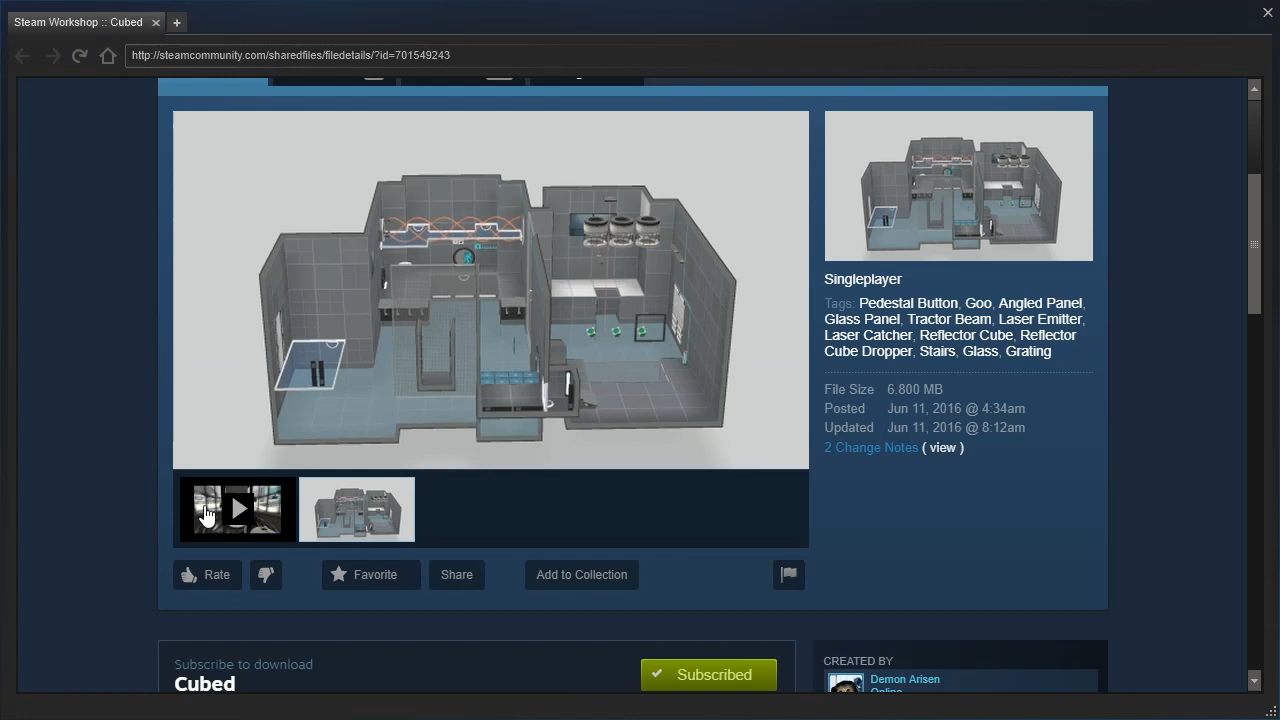 Steam Workshop :: Cubed
http://steamcommunity.com/sharedfiles/filedetails/?id=701549243
Singleplayer
Tags: Pedestal Button, Goo, Angled Panel,
Glass Panel, Tractor Beam, Laser Emitter,
Laser Catcher, Reflector Cube, Reflector
Cube Dropper, Stairs, Glass, Grating
File Size 6.800 MB
Posted Jun 11, 2016 @ 4:34am
Updated Jun 11, 2016 @ 8:12am
2 Change Notes ( view )
Rate
Favorite
Share
Add to Collection
Subscribe to download
Cubed
Subscribed
CREATED BY
Demon Arisen
Online